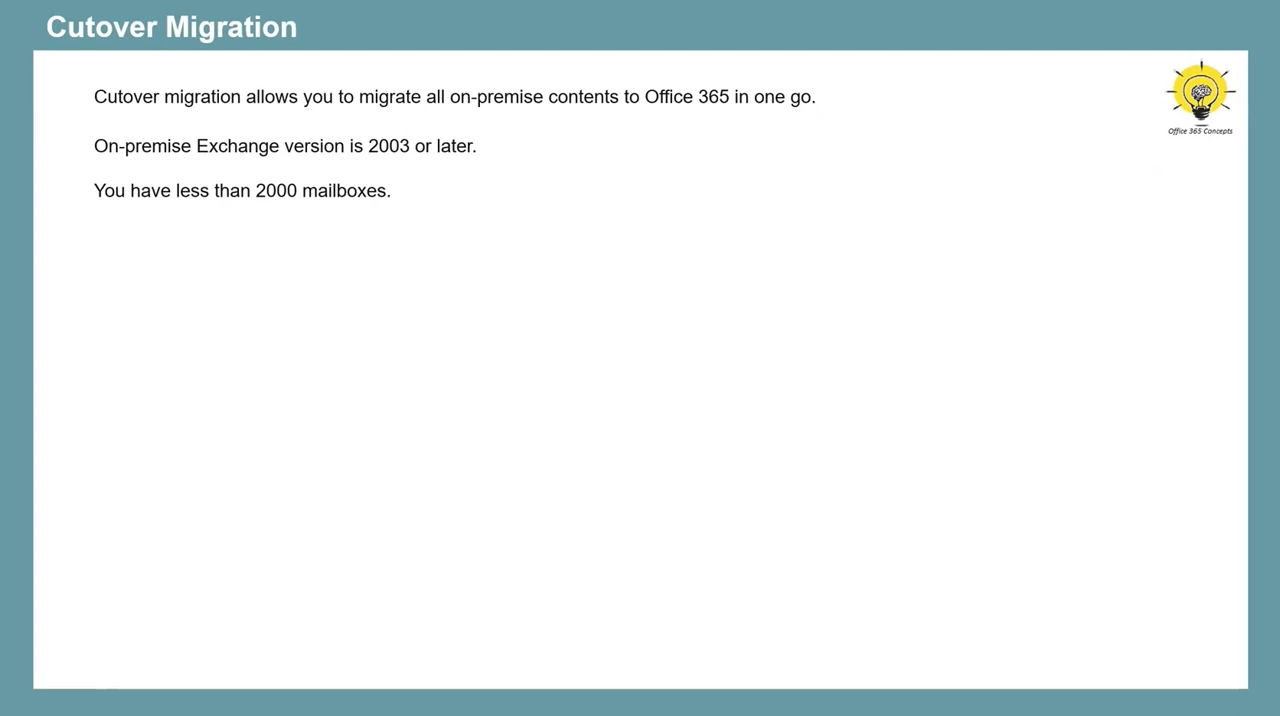 Cutover Migration
Cutover migration allows you to migrate all on-premise contents to Office 365 in one go.
Office 365 Concepts
On-premise Exchange version is 2003 or later.
You have less than 2000 mailboxes.